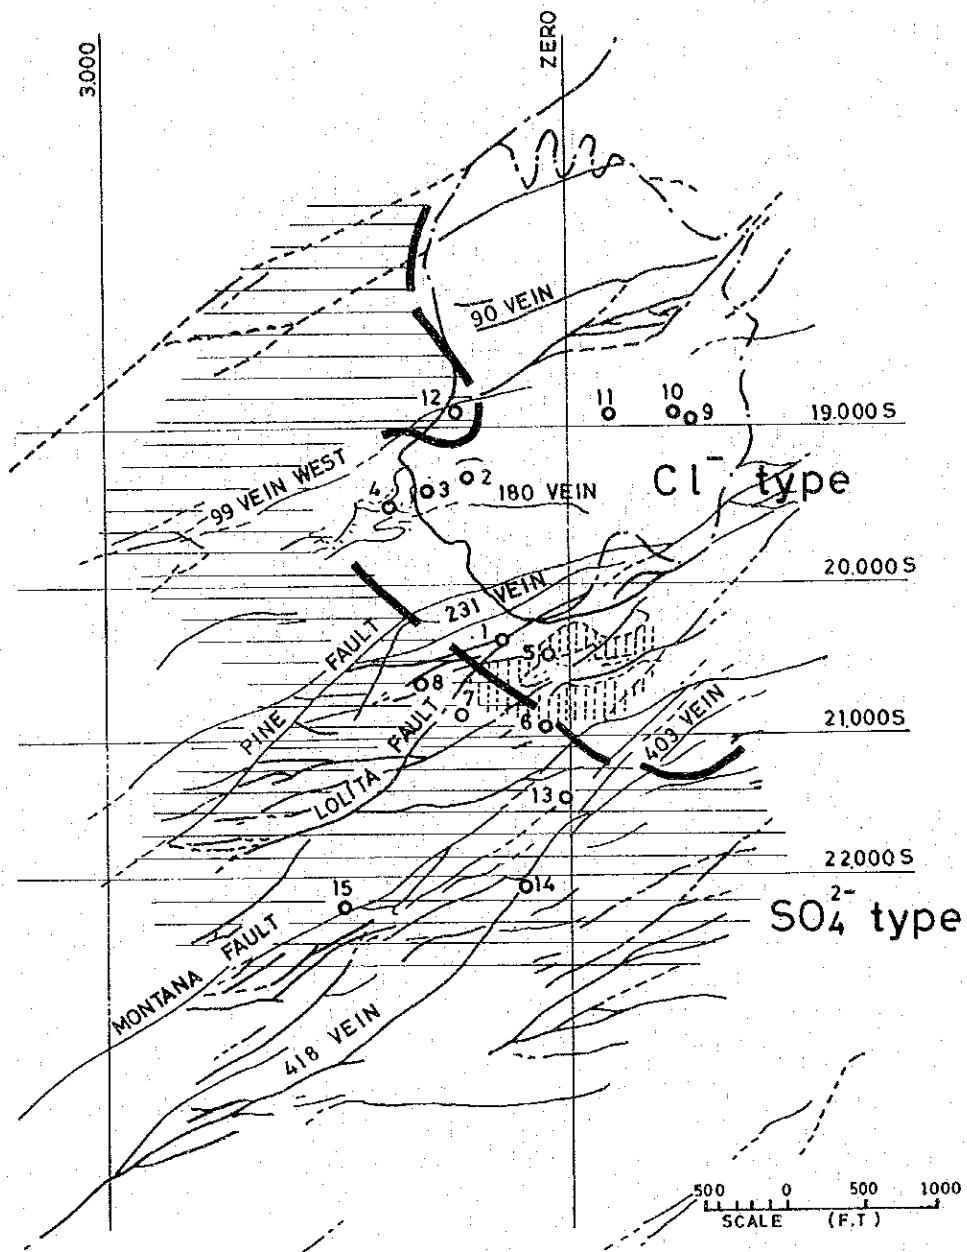 3.000
ZERO
90 VEIN
12
11
10
9
19.000 S
99 VEIN WEST
4
3
2
180 VEIN
Cl⁻ type
20.000 S
231 VEIN
PINE FAULT
1
5
8
7
6
LOLITA FAULT
403 VEIN
21.000 S
13
22.000 S
15
14
SO₄²⁻ type
MONTANA FAULT
418 VEIN
500 0 500 1000
SCALE (F.T)